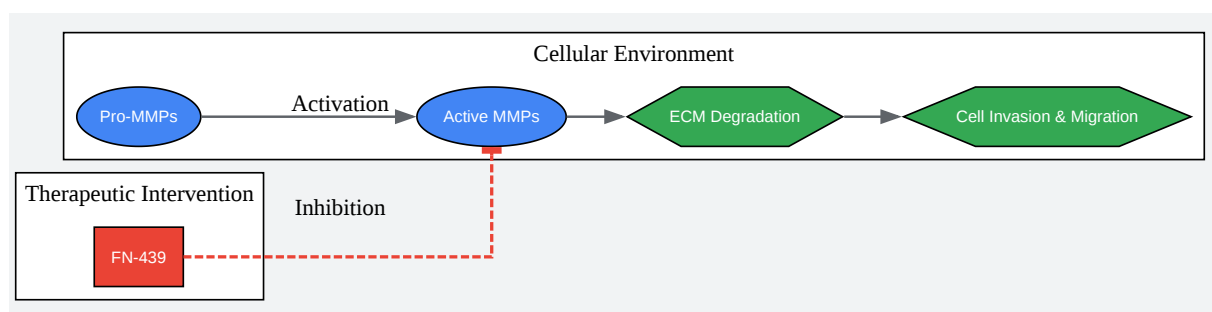 Cellular Environment
Pro-MMPs
Activation
Active MMPs
ECM Degradation
Cell Invasion & Migration
Therapeutic Intervention
Inhibition
FN-439